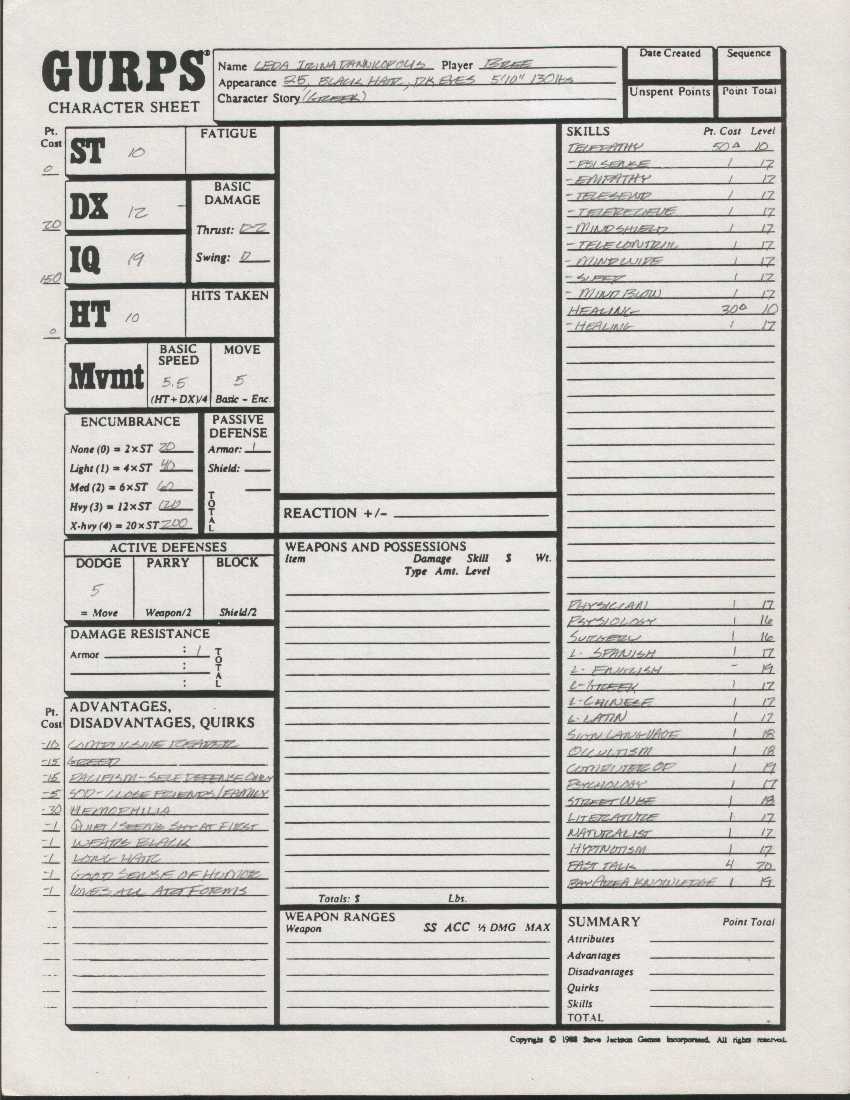 GURPS®
CHARACTER SHEET
Name LEDA IRINA DANNICOPOLIS Player BREE
Appearance 25, BLACK HAIR, DK EYES 5'10" 130 lbs
Character Story (GREEK)
Date Created
Sequence
Unspent Points
Point Total
Pt.
Cost
0 ST 10
FATIGUE
20 DX 12
BASIC
DAMAGE
Thrust: D-2
Swing: D
150 IQ 19
0 HT 10
HITS TAKEN
Mvmt
BASIC
SPEED
5.5
(HT+DX)/4
MOVE
5
Basic - Enc.
ENCUMBRANCE
None (0) = 2×ST 20
Light (1) = 4×ST 40
Med (2) = 6×ST 60
Hvy (3) = 12×ST 120
X-hvy (4) = 20×ST 200
PASSIVE
DEFENSE
Armor: 1
Shield:
TOTAL
ACTIVE DEFENSES
DODGE PARRY BLOCK
5
= Move Weapon/2 Shield/2
DAMAGE RESISTANCE
Armor : 1
:
:
TOTAL
Pt.
Cost
ADVANTAGES,
DISADVANTAGES, QUIRKS
-10 COMPULSIVE READER
-15 GREED
-15 PACIFISM - SELF DEFENSE ONLY
-5 SOD - CLOSE FRIENDS/FAMILY
-30 HEMOPHILIA
-1 QUIET/SEEMS SHY AT FIRST
-1 WEARS BLACK
-1 LONG HAIR
-1 GOOD SENSE OF HUMOR
-1 LOVES ALL ART FORMS
REACTION +/-
WEAPONS AND POSSESSIONS
Item Damage Skill $ Wt.
Type Amt. Level
Totals: $ Lbs.
WEAPON RANGES
Weapon SS ACC ½ DMG MAX
SKILLS Pt. Cost Level
TELEPATHY 50 10
- PSI SENSE 1 17
- EMPATHY 1 17
- TELESEND 1 17
- TELERECIEVE 1 17
- MINDSHIELD 1 17
- TELECONTROL 1 17
- MINDWIPE 1 17
- SLEEP 1 17
- MIND BLOW 1 17
HEALING 30 10
- HEALING 1 17
PHYSICIAN 1 17
PHYSIOLOGY 1 16
SURGERY 1 16
L- SPANISH 1 17
L- ENGLISH - 19
L- GREEK 1 17
L- CHINESE 1 17
L- LATIN 1 17
SIGN LANGUAGE 1 18
OCCULTISM 1 18
COMPUTER OP 1 19
PSYCHOLOGY 1 17
STREETWISE 1 18
LITERATURE 1 17
NATURALIST 1 17
HYPNOTISM 1 17
FAST TALK 4 20
BAY AREA KNOWLEDGE 1 19
SUMMARY Point Total
Attributes
Advantages
Disadvantages
Quirks
Skills
TOTAL
Copyright © 1988 Steve Jackson Games Incorporated. All rights reserved.